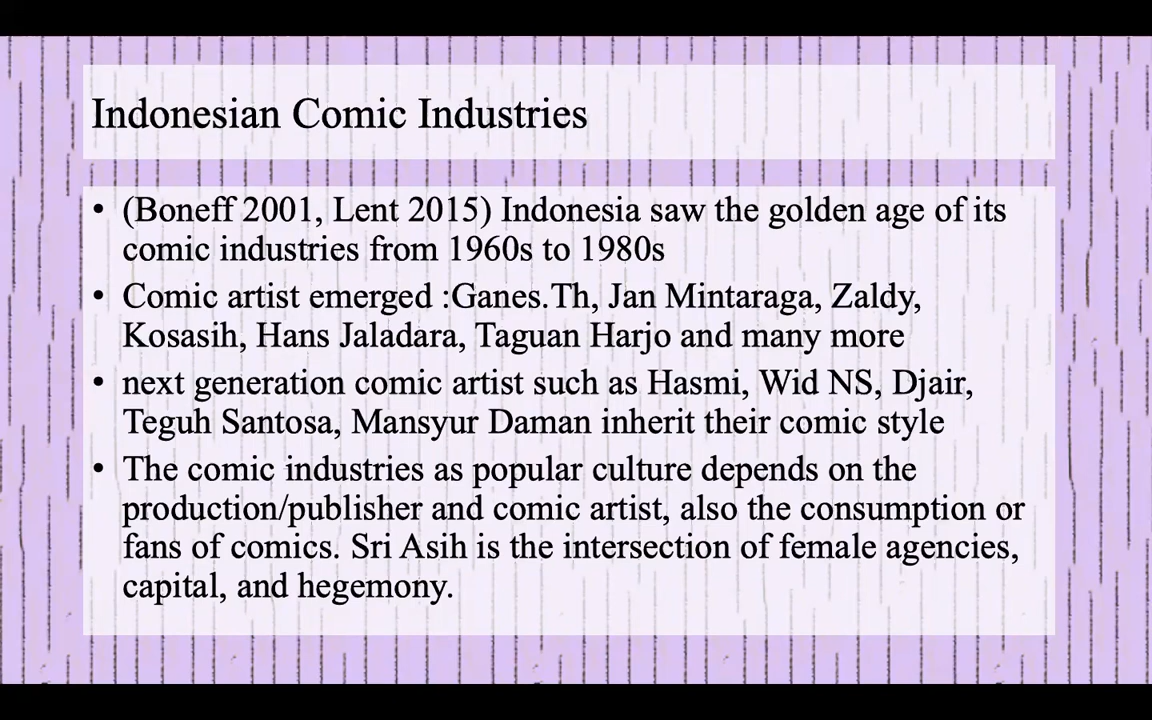 Indonesian Comic Industries
• (Boneff 2001, Lent 2015) Indonesia saw the golden age of its
comic industries from 1960s to 1980s
• Comic artist emerged :Ganes.Th, Jan Mintaraga, Zaldy,
Kosasih, Hans Jaladara, Taguan Harjo and many more
• next generation comic artist such as Hasmi, Wid NS, Djair,
Teguh Santosa, Mansyur Daman inherit their comic style
• The comic industries as popular culture depends on the
production/publisher and comic artist, also the consumption or
fans of comics. Sri Asih is the intersection of female agencies,
capital, and hegemony.